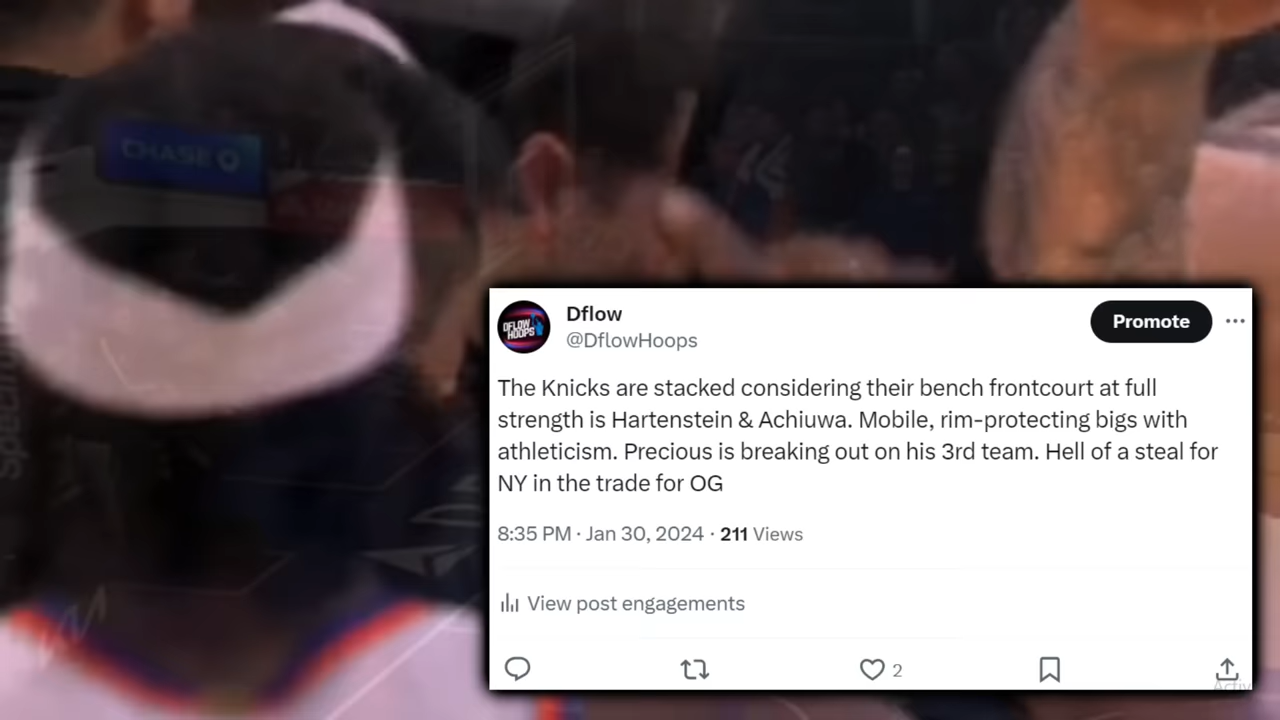 CHASE
Dflow
@DflowHoops
DFLOW
HOOPS
Promote
The Knicks are stacked considering their bench frontcourt at full
strength is Hartenstein & Achiuwa. Mobile, rim-protecting bigs with
athleticism. Precious is breaking out on his 3rd team. Hell of a steal for
NY in the trade for OG
8:35 PM · Jan 30, 2024 · 211 Views
View post engagements
2